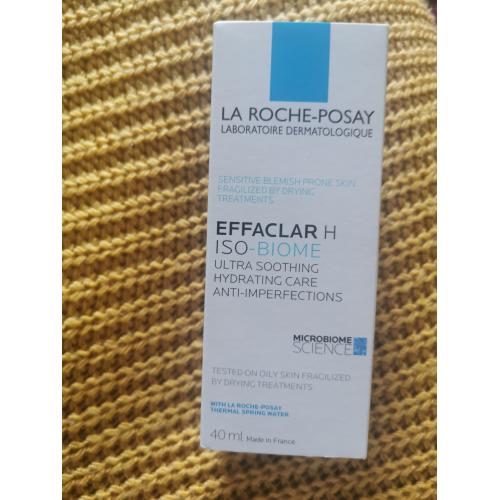 LA ROCHE-POSAY
LABORATOIRE DERMATOLOGIQUE
SENSITIVE BLEMISH PRONE SKIN
FRAGILIZED BY DRYING
TREATMENTS
EFFACLAR H
ISO-BIOME
ULTRA SOOTHING
HYDRATING CARE
ANTI-IMPERFECTIONS
MICROBIOME
SCIENCE
TESTED ON OILY SKIN FRAGILIZED
BY DRYING TREATMENTS
WITH LA ROCHE-POSAY
THERMAL SPRING WATER
40 ml Made in France